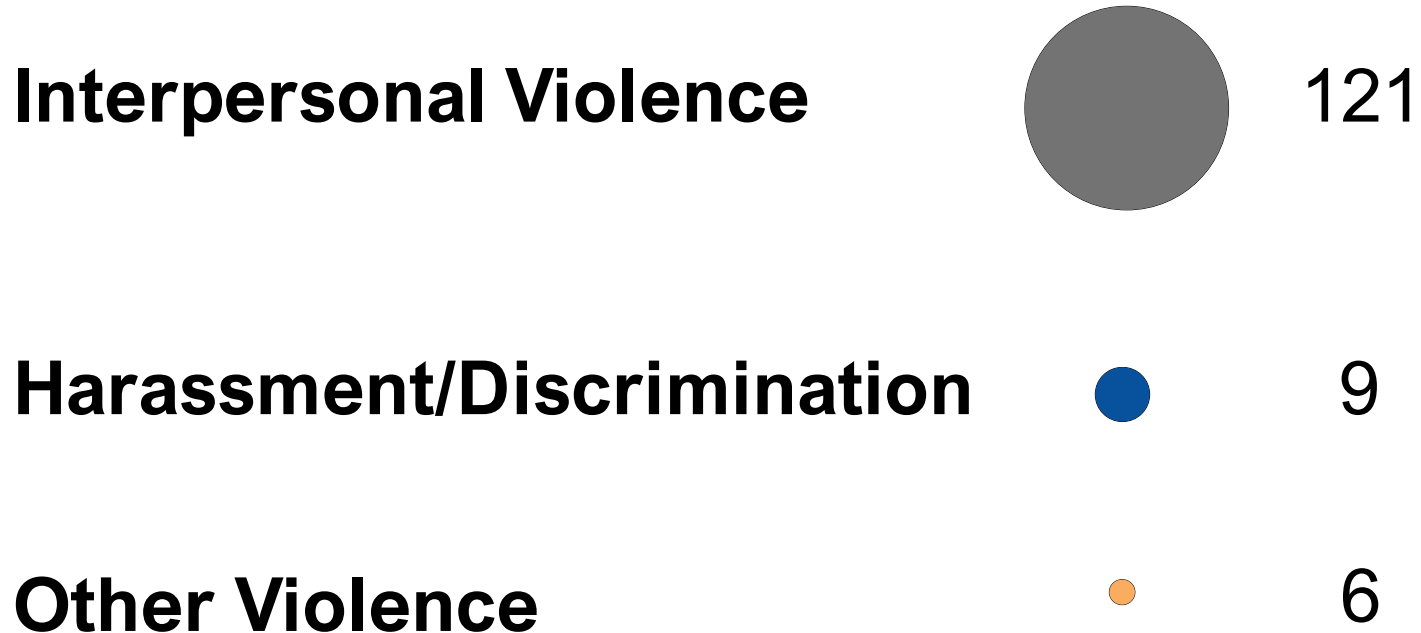 Interpersonal Violence 121
Harassment/Discrimination 9
Other Violence 6